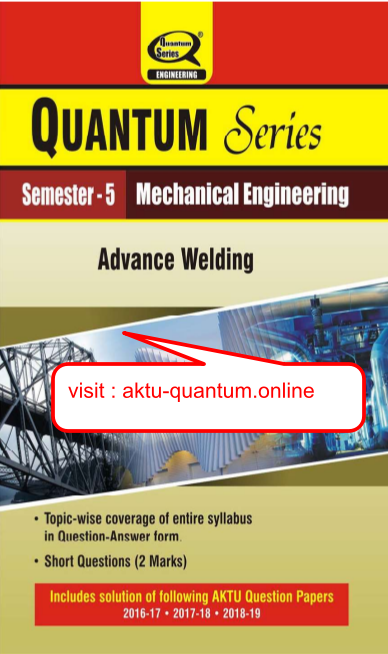 Quantum
Series
®
ENGINEERING
QUANTUM Series
Semester - 5 Mechanical Engineering
Advance Welding
visit : aktu-quantum.online
• Topic-wise coverage of entire syllabus
in Question-Answer form.
• Short Questions (2 Marks)
Includes solution of following AKTU Question Papers
2016-17 • 2017-18 • 2018-19